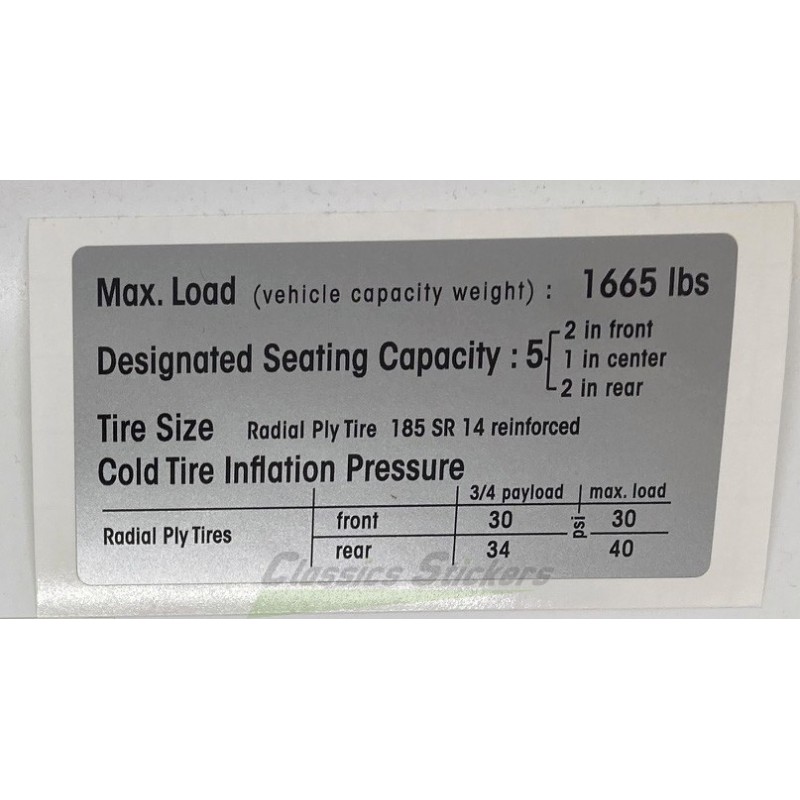 Max. Load (vehicle capacity weight) : 1665 lbs
Designated Seating Capacity : 5
2 in front
1 in center
2 in rear
Tire Size Radial Ply Tire 185 SR 14 reinforced
Cold Tire Inflation Pressure
3/4 payload max. load
Radial Ply Tires front 30 psi 30
rear 34 40
Classics Stickers